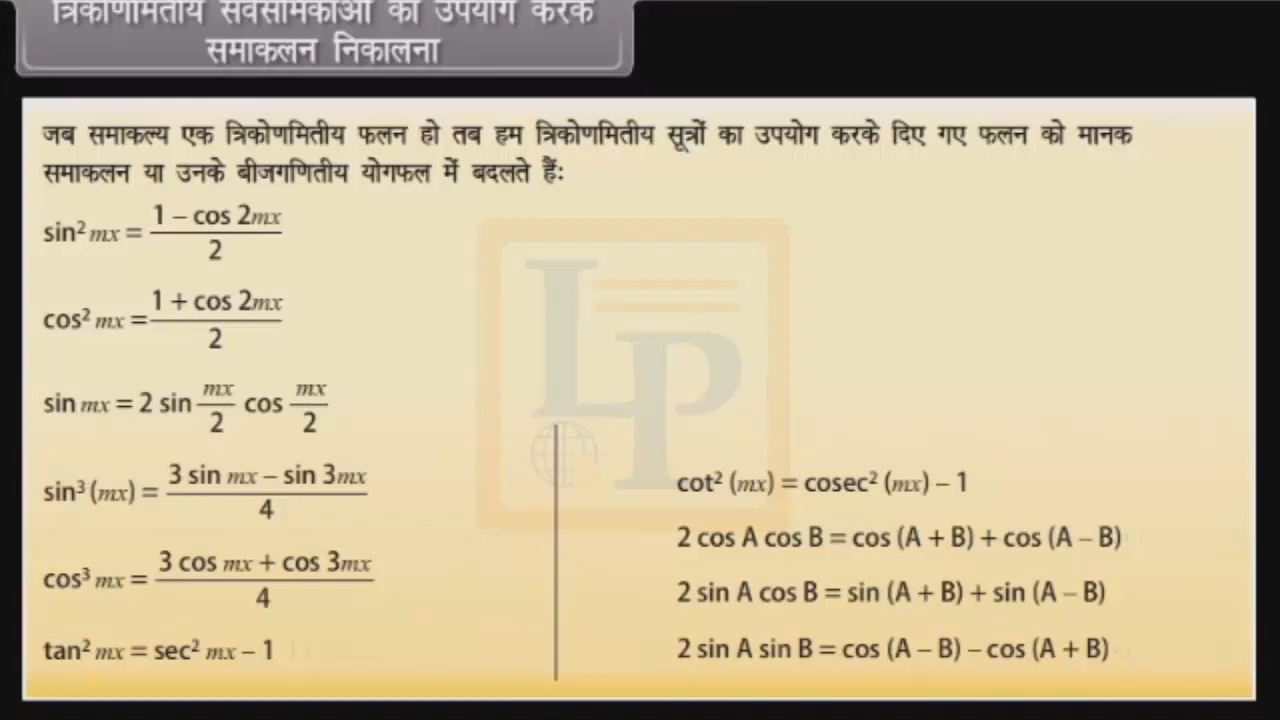 त्रिकोणमितीय सर्वसमिकाओं का उपयोग करके
समाकलन निकालना
जब समाकल्य एक त्रिकोणमितीय फलन हो तब हम त्रिकोणमितीय सूत्रों का उपयोग करके दिए गए फलन को मानक
समाकलन या उनके बीजगणितीय योगफल में बदलते हैं:
sin² mx = (1 – cos 2mx)/2
cos² mx = (1 + cos 2mx)/2
sin mx = 2 sin mx/2 cos mx/2
sin³ (mx) = (3 sin mx – sin 3mx)/4
cos³ mx = (3 cos mx + cos 3mx)/4
tan² mx = sec² mx – 1
cot² (mx) = cosec² (mx) – 1
2 cos A cos B = cos (A + B) + cos (A – B)
2 sin A cos B = sin (A + B) + sin (A – B)
2 sin A sin B = cos (A – B) – cos (A + B)
LP